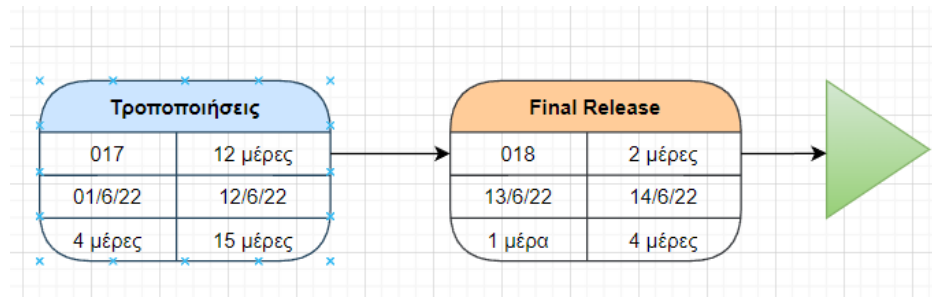 Τροποποιήσεις
017 12 μέρες
01/6/22 12/6/22
4 μέρες 15 μέρες
Final Release
018 2 μέρες
13/6/22 14/6/22
1 μέρα 4 μέρες